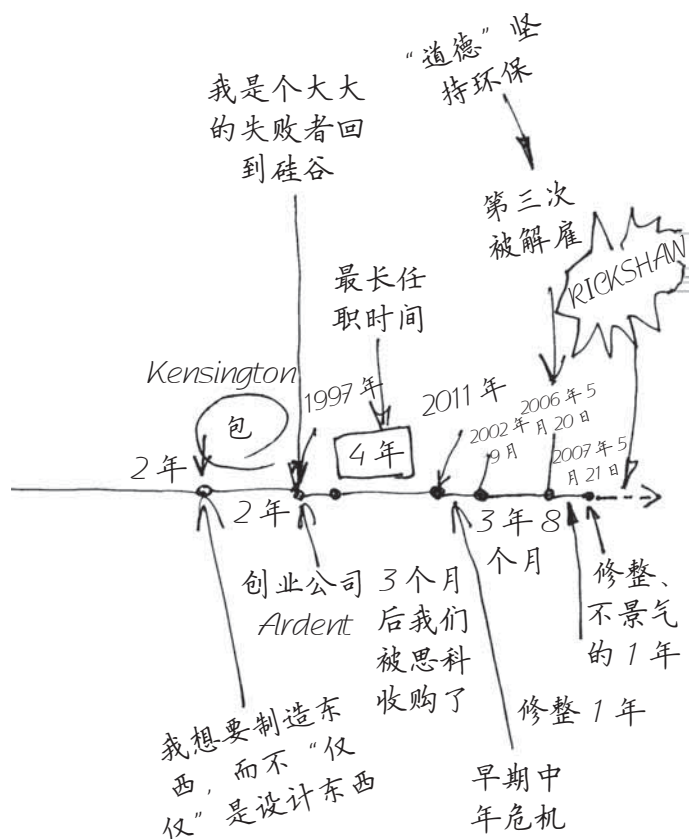 “道德”坚
持环保
我是个大大
的失败者回
到硅谷
第三次
被解雇
RICKSHAW
最长任
职时间
Kensington
包
1997年
2011年
2006年5
月20日
2002年
9月
4年
2007年5
月21日
2年
2年
3年8
个月
创业公司
Ardent
3个月
后我们
被思科
收购了
修整、
不景气
的1年
修整1年
我想要制造东
西，而不“仅
仅”是设计东西
早期中
年危机